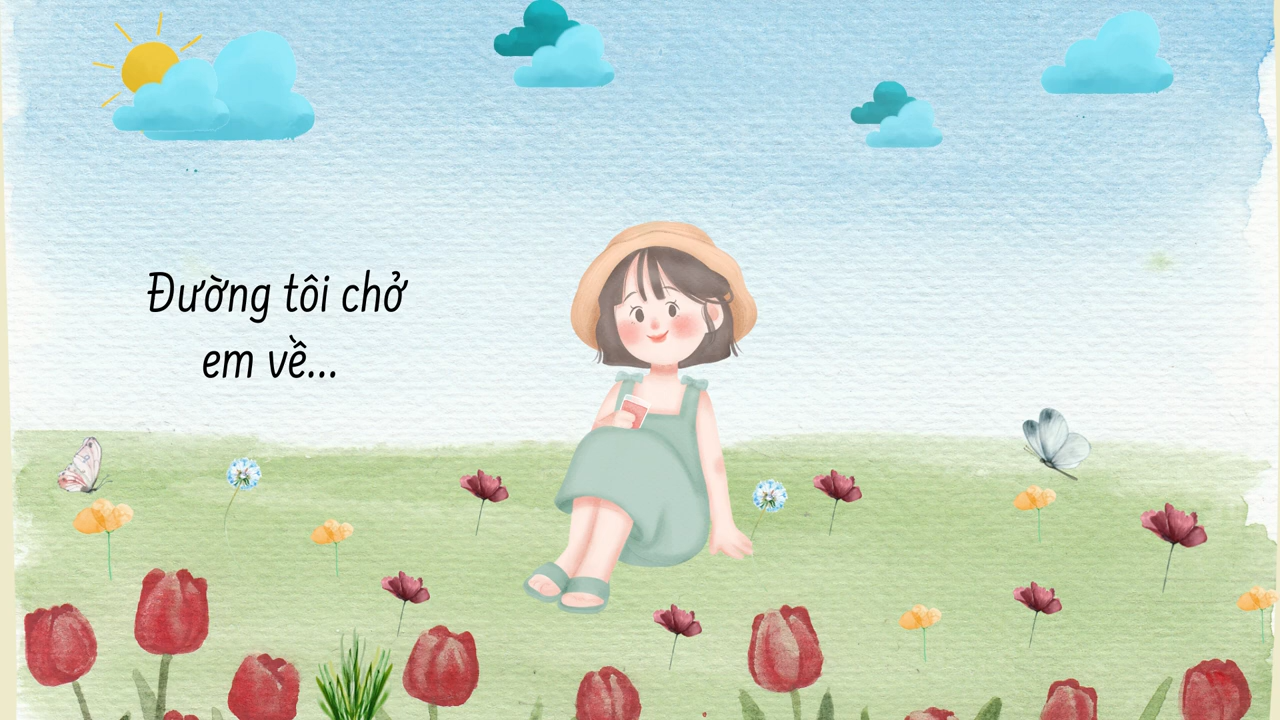 Đường tôi chở
em về...